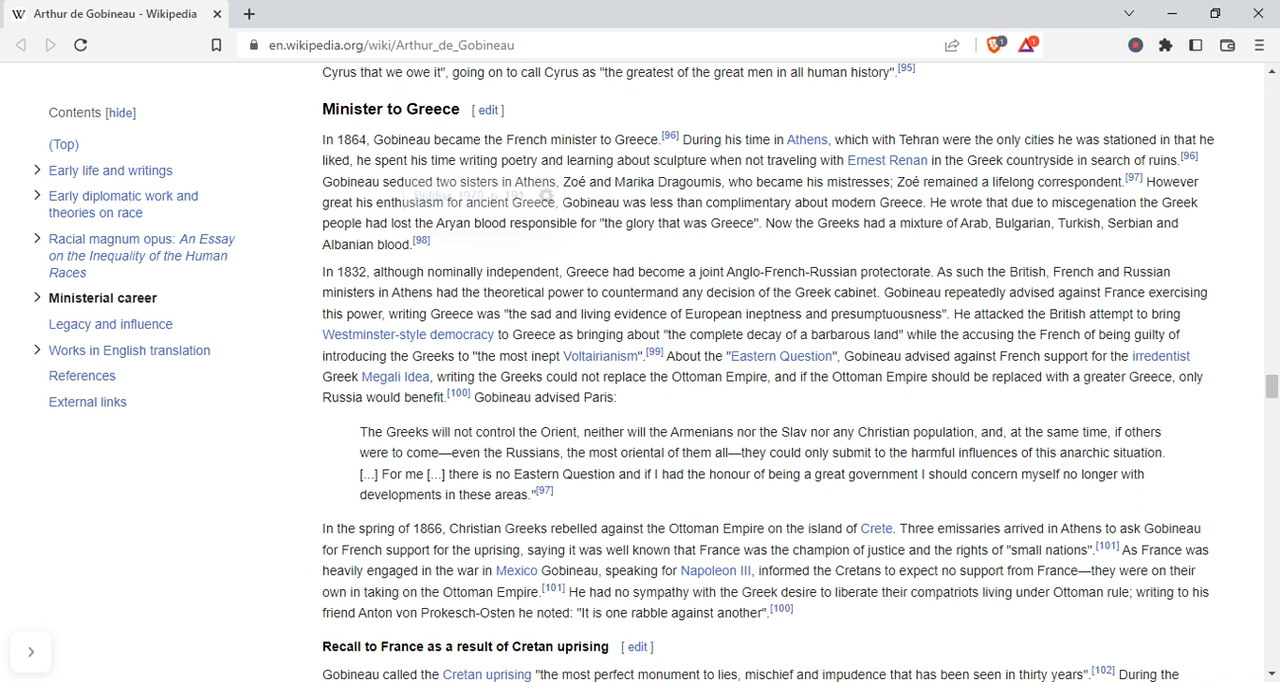 Arthur de Gobineau - Wikipedia
en.wikipedia.org/wiki/Arthur_de_Gobineau
1
1
Contents [hide]
(Top)
Early life and writings
Early diplomatic work and
theories on race
Racial magnum opus: An Essay
on the Inequality of the Human
Races
Ministerial career
Legacy and influence
Works in English translation
References
External links
Cyrus that we owe it", going on to call Cyrus as "the greatest of the great men in all human history".[95]
Minister to Greece [ edit ]
In 1864, Gobineau became the French minister to Greece.[96] During his time in Athens, which with Tehran were the only cities he was stationed in that he
liked, he spent his time writing poetry and learning about sculpture when not traveling with Ernest Renan in the Greek countryside in search of ruins.[96]
Gobineau seduced two sisters in Athens, Zoé and Marika Dragoumis, who became his mistresses; Zoé remained a lifelong correspondent.[97] However
great his enthusiasm for ancient Greece, Gobineau was less than complimentary about modern Greece. He wrote that due to miscegenation the Greek
people had lost the Aryan blood responsible for "the glory that was Greece". Now the Greeks had a mixture of Arab, Bulgarian, Turkish, Serbian and
Albanian blood.[98]
In 1832, although nominally independent, Greece had become a joint Anglo-French-Russian protectorate. As such the British, French and Russian
ministers in Athens had the theoretical power to countermand any decision of the Greek cabinet. Gobineau repeatedly advised against France exercising
this power, writing Greece was "the sad and living evidence of European ineptness and presumptuousness". He attacked the British attempt to bring
Westminster-style democracy to Greece as bringing about "the complete decay of a barbarous land" while the accusing the French of being guilty of
introducing the Greeks to "the most inept Voltairianism".[99] About the "Eastern Question", Gobineau advised against French support for the irredentist
Greek Megali Idea, writing the Greeks could not replace the Ottoman Empire, and if the Ottoman Empire should be replaced with a greater Greece, only
Russia would benefit.[100] Gobineau advised Paris:
The Greeks will not control the Orient, neither will the Armenians nor the Slav nor any Christian population, and, at the same time, if others
were to come—even the Russians, the most oriental of them all—they could only submit to the harmful influences of this anarchic situation.
[...] For me [...] there is no Eastern Question and if I had the honour of being a great government I should concern myself no longer with
developments in these areas."[97]
In the spring of 1866, Christian Greeks rebelled against the Ottoman Empire on the island of Crete. Three emissaries arrived in Athens to ask Gobineau
for French support for the uprising, saying it was well known that France was the champion of justice and the rights of "small nations".[101] As France was
heavily engaged in the war in Mexico Gobineau, speaking for Napoleon III, informed the Cretans to expect no support from France—they were on their
own in taking on the Ottoman Empire.[101] He had no sympathy with the Greek desire to liberate their compatriots living under Ottoman rule; writing to his
friend Anton von Prokesch-Osten he noted: "It is one rabble against another".[100]
Recall to France as a result of Cretan uprising [ edit ]
Gobineau called the Cretan uprising "the most perfect monument to lies, mischief and impudence that has been seen in thirty years".[102] During the